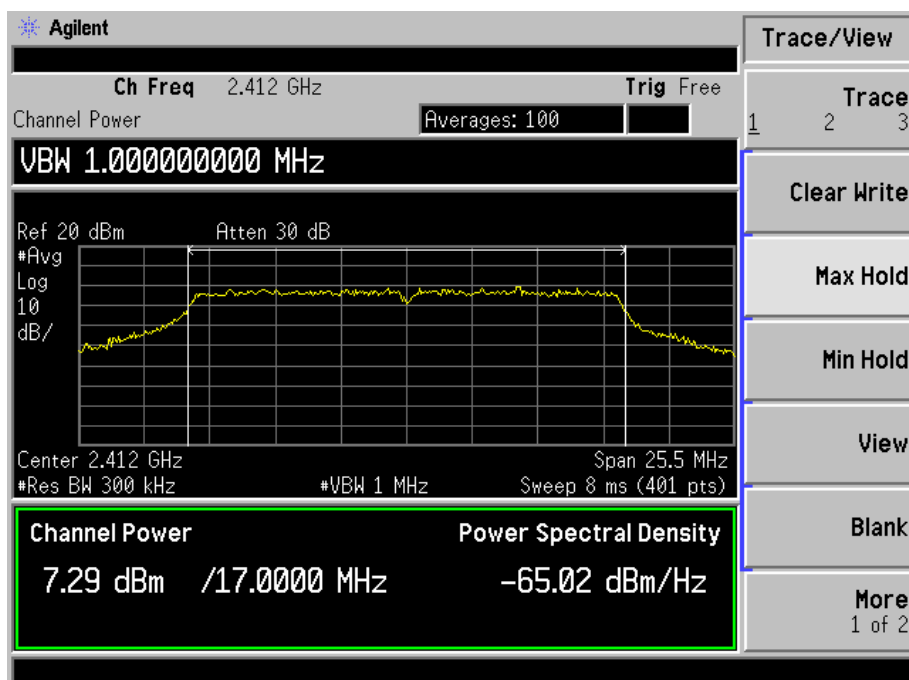 Agilent
Trace/View
Ch Freq 2.412 GHz Trig Free
Channel Power Averages: 100
Trace
1 2 3
VBW 1.000000000 MHz
Clear Write
Ref 20 dBm Atten 30 dB
#Avg
Log
10
dB/
Max Hold
Min Hold
View
Center 2.412 GHz Span 25.5 MHz
#Res BW 300 kHz #VBW 1 MHz Sweep 8 ms (401 pts)
Channel Power Power Spectral Density
7.29 dBm /17.0000 MHz -65.02 dBm/Hz
Blank
More
1 of 2